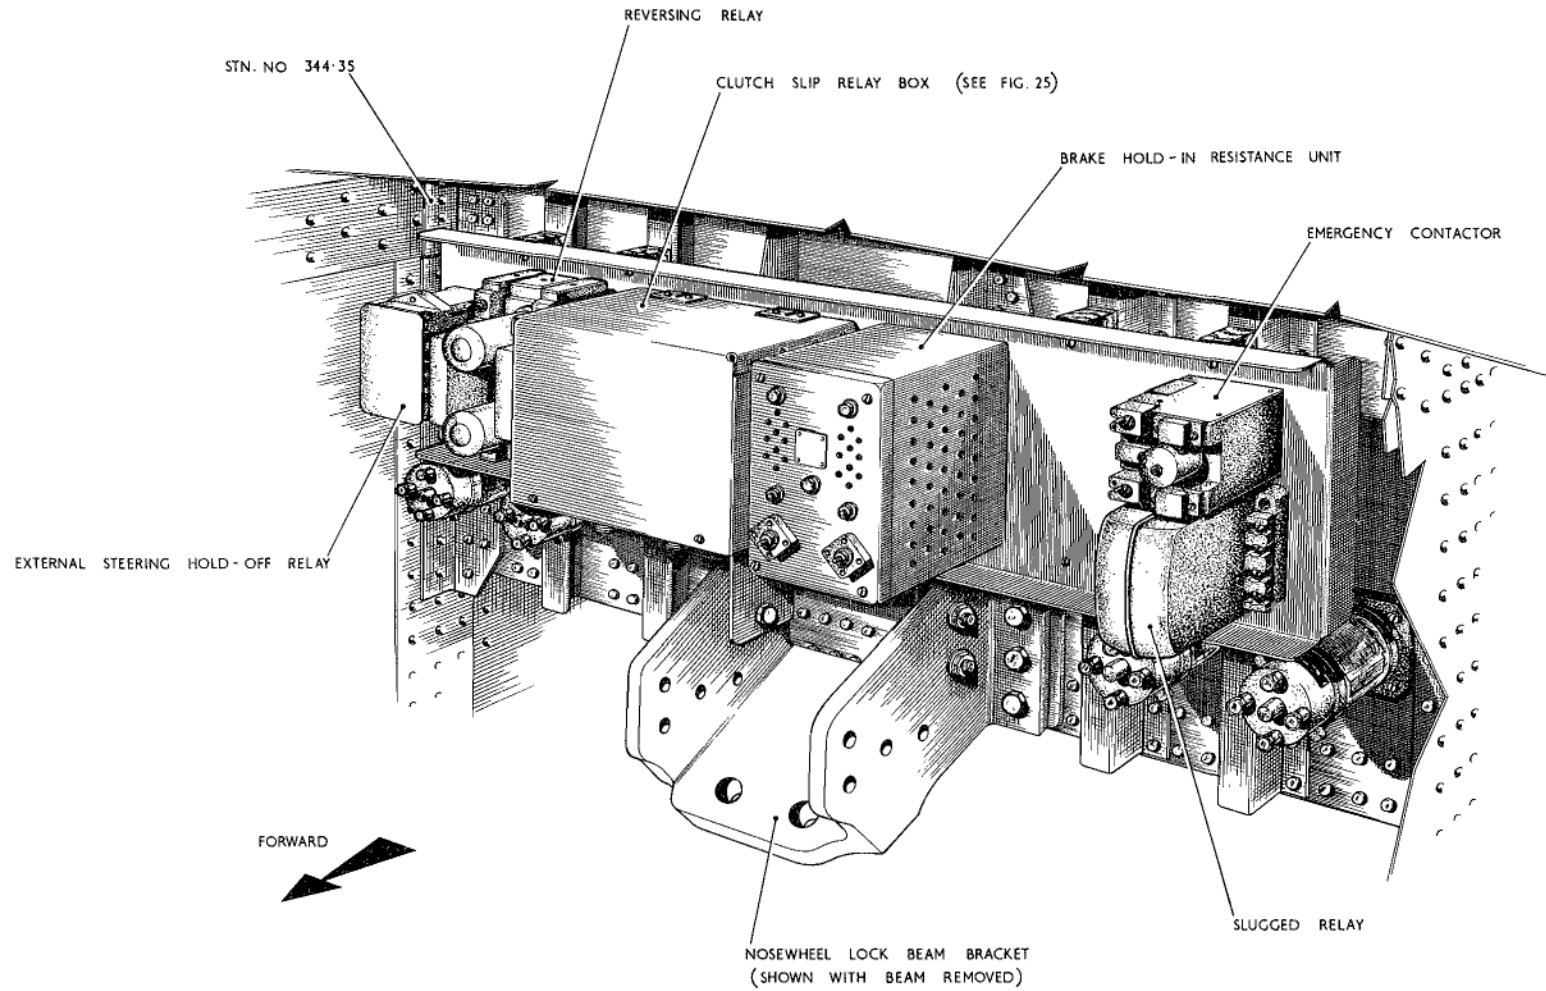 REVERSING RELAY
STN. NO 344·35
CLUTCH SLIP RELAY BOX (SEE FIG. 25)
BRAKE HOLD-IN RESISTANCE UNIT
EMERGENCY CONTACTOR
EXTERNAL STEERING HOLD-OFF RELAY
FORWARD
SLUGGED RELAY
NOSEWHEEL LOCK BEAM BRACKET
(SHOWN WITH BEAM REMOVED)